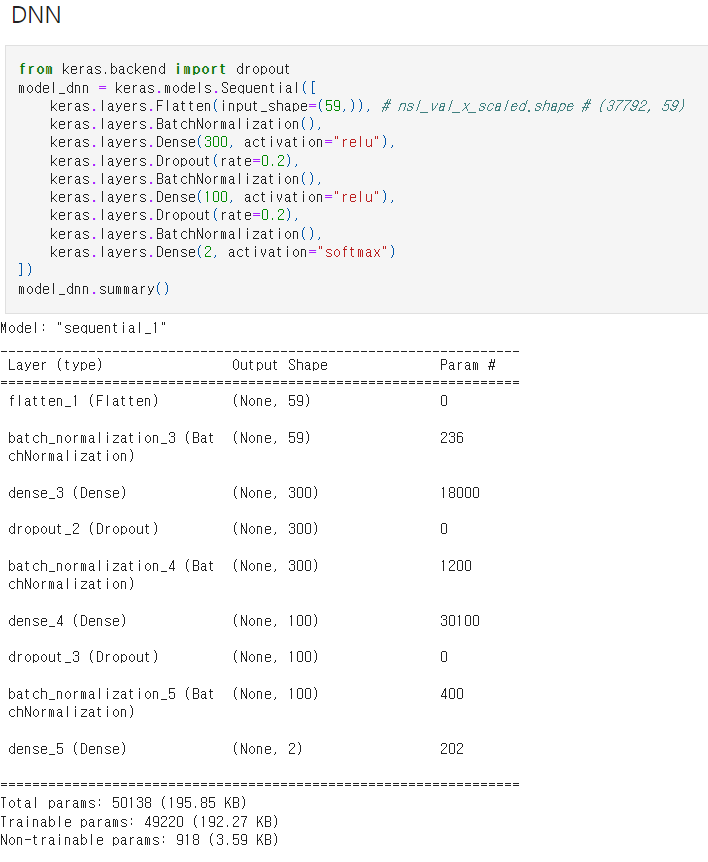 DNN
from keras.backend import dropout
model_dnn = keras.models.Sequential([
    keras.layers.Flatten(input_shape=(59,)), # nsl_val_x_scaled.shape # (37792, 59)
    keras.layers.BatchNormalization(),
    keras.layers.Dense(300, activation="relu"),
    keras.layers.Dropout(rate=0.2),
    keras.layers.BatchNormalization(),
    keras.layers.Dense(100, activation="relu"),
    keras.layers.Dropout(rate=0.2),
    keras.layers.BatchNormalization(),
    keras.layers.Dense(2, activation="softmax")
])
model_dnn.summary()
Model: "sequential_1"
_________________________________________________________________
 Layer (type)                Output Shape              Param #
=================================================================
 flatten_1 (Flatten)         (None, 59)                0
 batch_normalization_3 (Bat  (None, 59)                236
 chNormalization)
 dense_3 (Dense)             (None, 300)               18000
 dropout_2 (Dropout)         (None, 300)               0
 batch_normalization_4 (Bat  (None, 300)               1200
 chNormalization)
 dense_4 (Dense)             (None, 100)               30100
 dropout_3 (Dropout)         (None, 100)               0
 batch_normalization_5 (Bat  (None, 100)               400
 chNormalization)
 dense_5 (Dense)             (None, 2)                 202
=================================================================
Total params: 50138 (195.85 KB)
Trainable params: 49220 (192.27 KB)
Non-trainable params: 918 (3.59 KB)